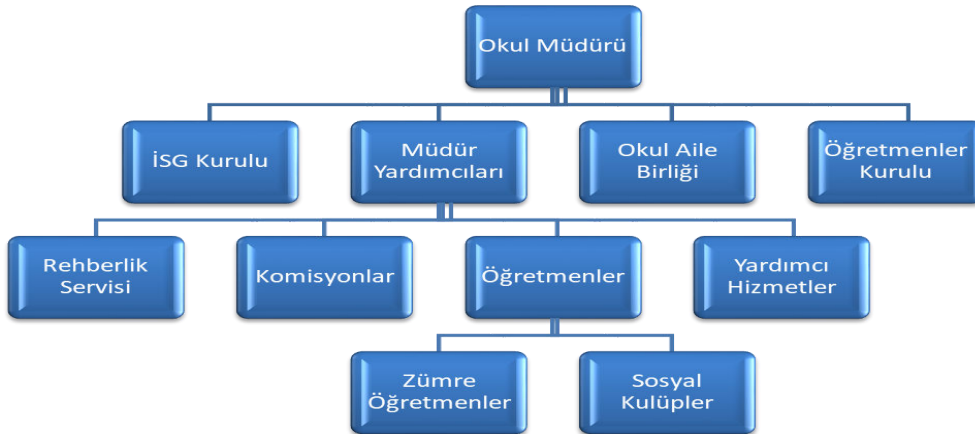 Okul Müdürü
İSG Kurulu
Müdür
Yardımcıları
Okul Aile
Birliği
Öğretmenler
Kurulu
Rehberlik
Servisi
Komisyonlar
Öğretmenler
Yardımcı
Hizmetler
Zümre
Öğretmenler
Sosyal
Kulüpler